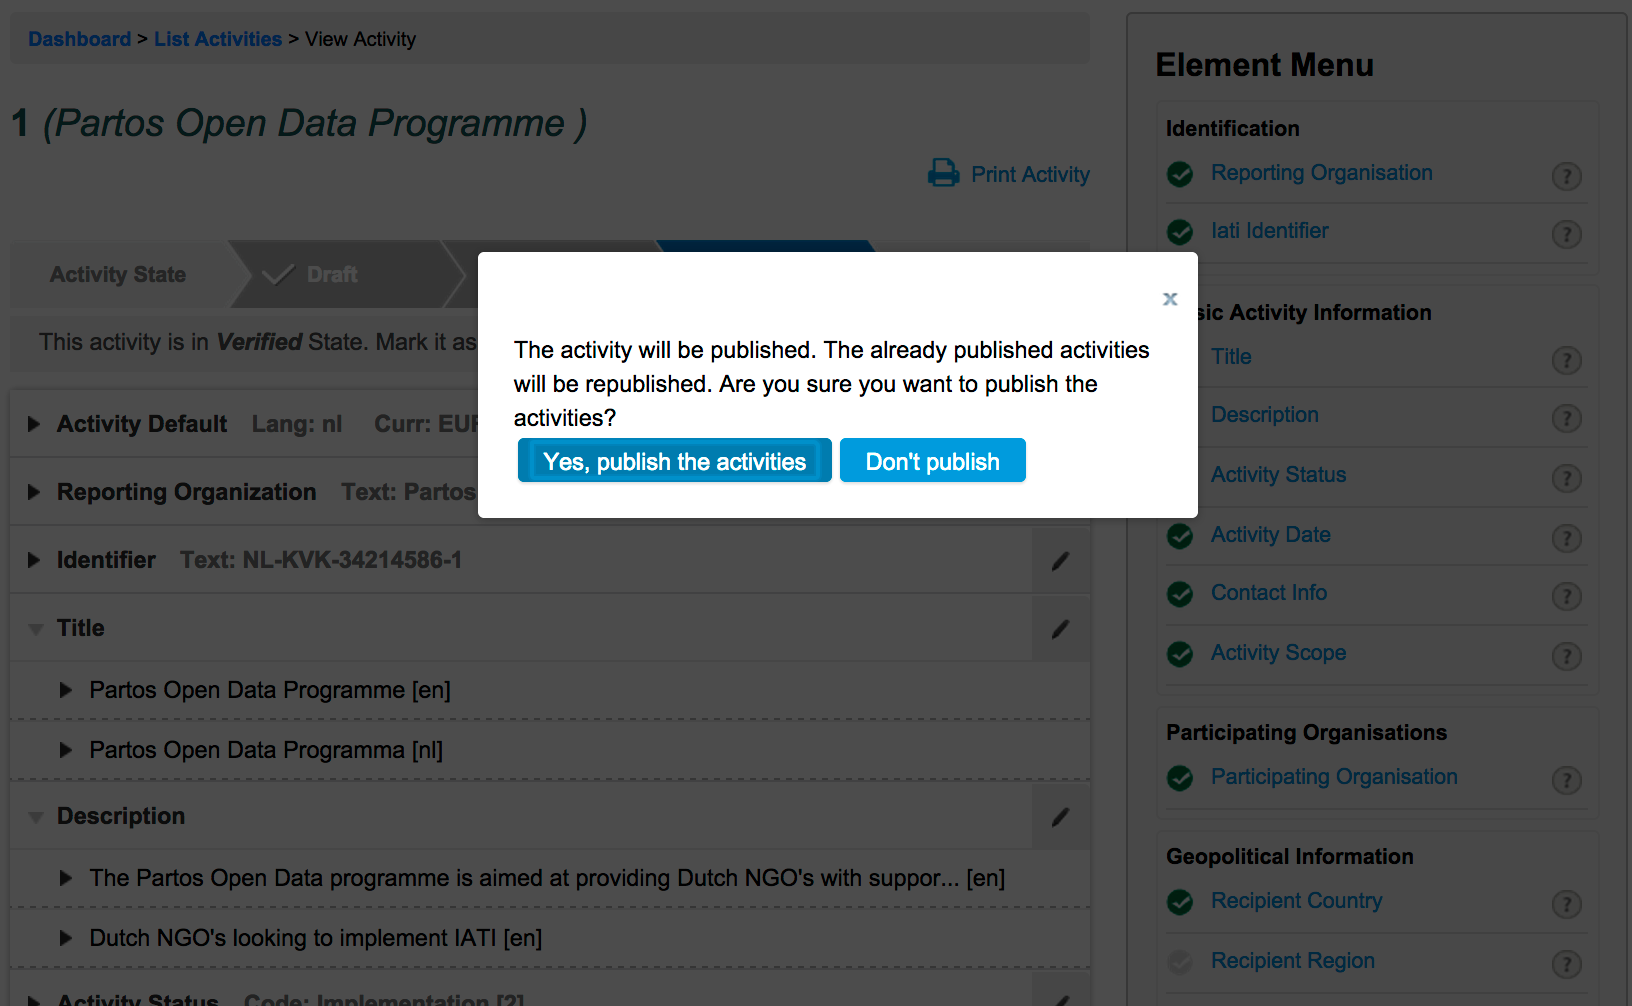 Dashboard > List Activities > View Activity
1 (Partos Open Data Programme )
Print Activity
Activity State
Draft
This activity is in Verified State. Mark it as
Activity Default Lang: nl Curr: EUR
Reporting Organization Text: Partos
Identifier Text: NL-KVK-34214586-1
Title
Partos Open Data Programme [en]
Partos Open Data Programma [nl]
Description
The Partos Open Data programme is aimed at providing Dutch NGO's with suppor... [en]
Dutch NGO's looking to implement IATI [en]
Activity Status Code: Implementation [2]
x
The activity will be published. The already published activities
will be republished. Are you sure you want to publish the
activities?
Yes, publish the activities
Don't publish
Element Menu
Identification
Reporting Organisation ?
Iati Identifier ?
sic Activity Information
Title ?
Description ?
Activity Status ?
Activity Date ?
Contact Info ?
Activity Scope ?
Participating Organisations
Participating Organisation ?
Geopolitical Information
Recipient Country ?
Recipient Region ?